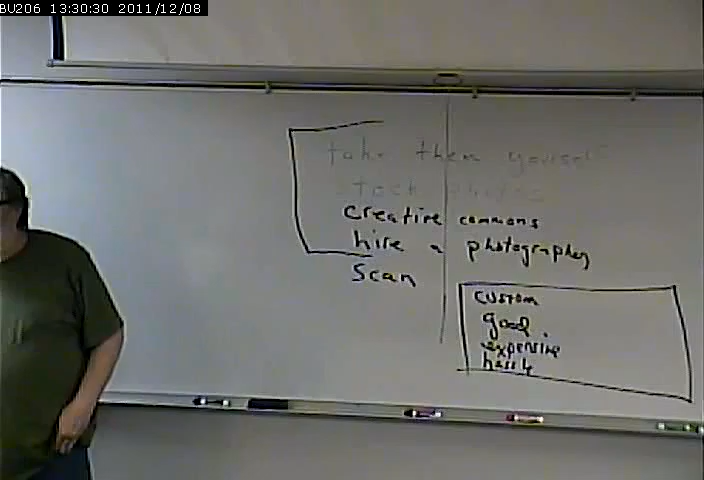 BU206 13:30:30 2011/12/08
take them yourself
stock photos
creative commons
hire a photographer
scan
custom
good
expensive
hassle